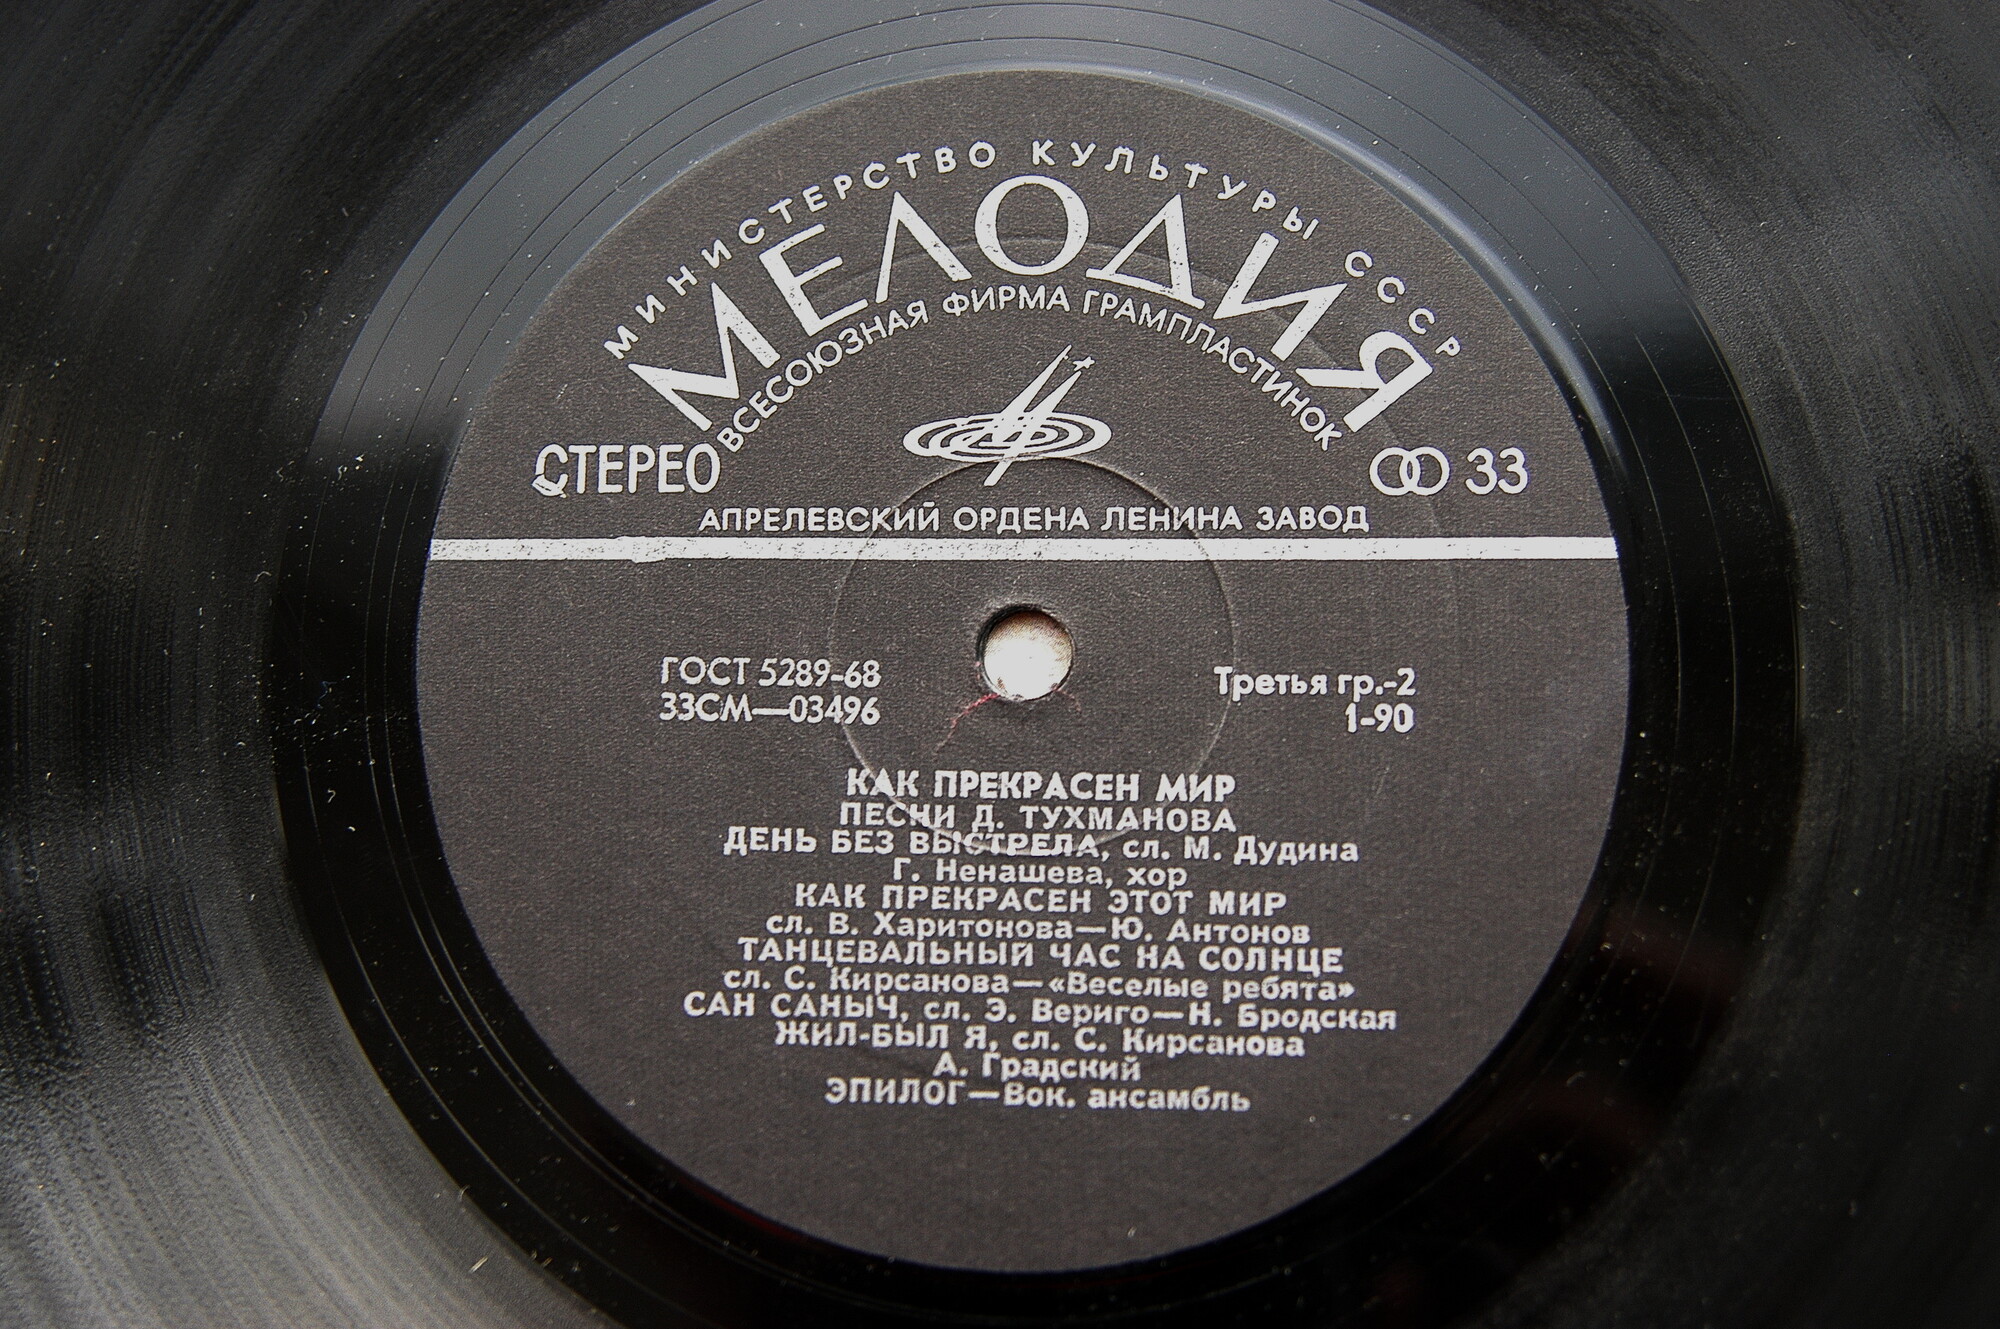 МИНИСТЕРСТВО КУЛЬТУРЫ СССР
МЕЛОДИЯ
ВСЕСОЮЗНАЯ ФИРМА ГРАМПЛАСТИНОК
СТЕРЕО
33
АПРЕЛЕВСКИЙ ОРДЕНА ЛЕНИНА ЗАВОД
ГОСТ 5289-68
33СМ—03496
Третья гр.-2
1-90
КАК ПРЕКРАСЕН МИР
ПЕСНИ Д. ТУХМАНОВА
ДЕНЬ БЕЗ ВЫСТРЕЛА, сл. М. Дудина
Г. Ненашева, хор
КАК ПРЕКРАСЕН ЭТОТ МИР
сл. В. Харитонова—Ю. Антонов
ТАНЦЕВАЛЬНЫЙ ЧАС НА СОЛНЦЕ
сл. С. Кирсанова—«Веселые ребята»
САН САНЫЧ, сл. Э. Вериго—Н. Бродская
ЖИЛ-БЫЛ Я, сл. С. Кирсанова
А. Градский
ЭПИЛОГ—Вок. ансамбль